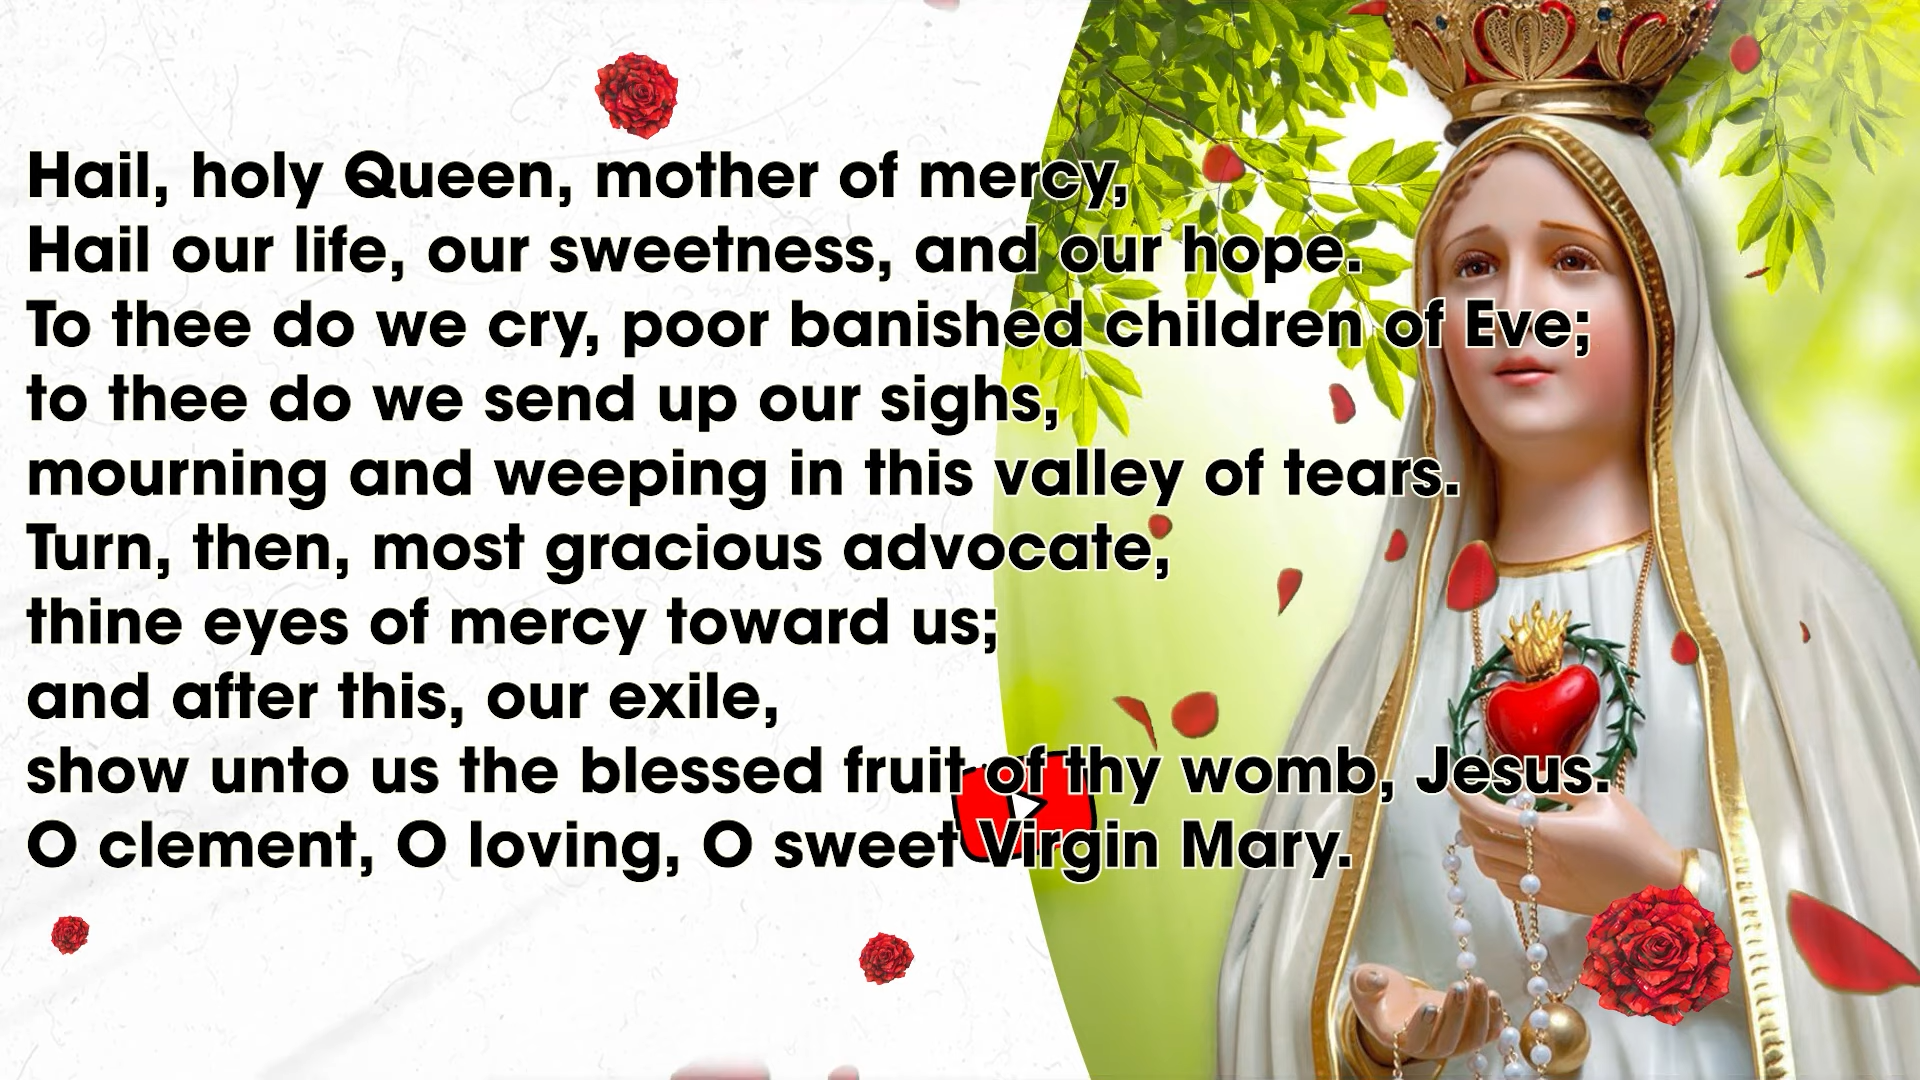 Hail, holy Queen, mother of mercy,
Hail our life, our sweetness, and our hope.
To thee do we cry, poor banished children of Eve;
to thee do we send up our sighs,
mourning and weeping in this valley of tears.
Turn, then, most gracious advocate,
thine eyes of mercy toward us;
and after this, our exile,
show unto us the blessed fruit of thy womb, Jesus.
O clement, O loving, O sweet Virgin Mary.